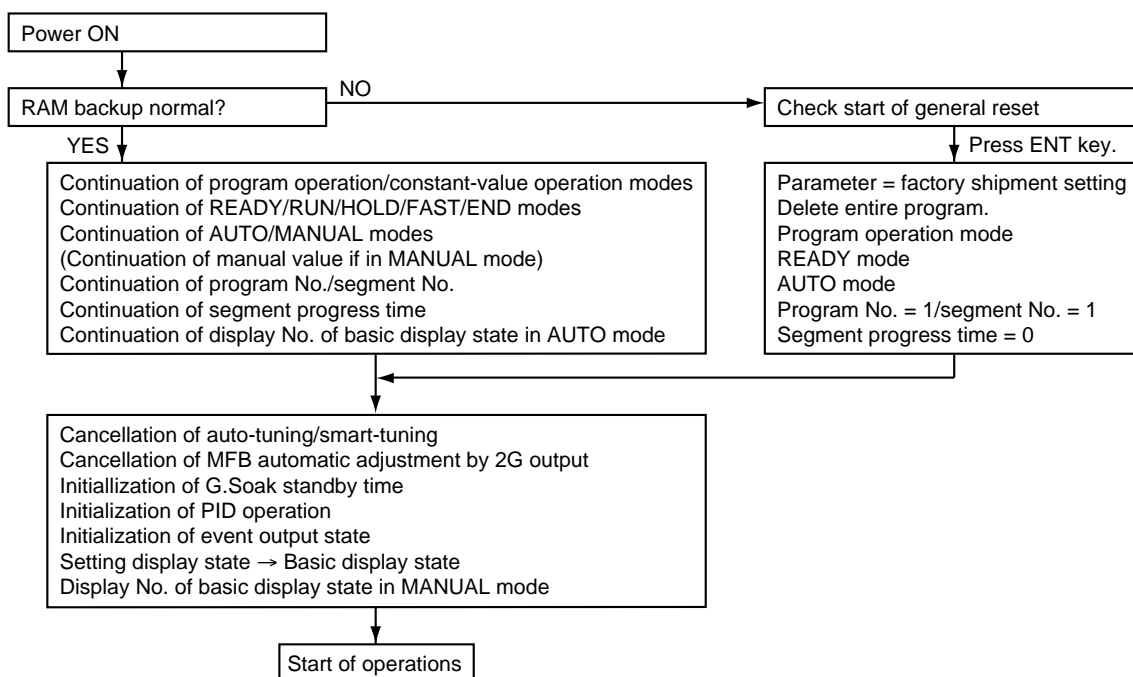 Power ON
RAM backup normal?
NO
Check start of general reset
YES
Press ENT key.
Continuation of program operation/constant-value operation modes
Continuation of READY/RUN/HOLD/FAST/END modes
Continuation of AUTO/MANUAL modes
(Continuation of manual value if in MANUAL mode)
Continuation of program No./segment No.
Continuation of segment progress time
Continuation of display No. of basic display state in AUTO mode
Parameter = factory shipment setting
Delete entire program.
Program operation mode
READY mode
AUTO mode
Program No. = 1/segment No. = 1
Segment progress time = 0
Cancellation of auto-tuning/smart-tuning
Cancellation of MFB automatic adjustment by 2G output
Initiallization of G.Soak standby time
Initialization of PID operation
Initialization of event output state
Setting display state → Basic display state
Display No. of basic display state in MANUAL mode
Start of operations